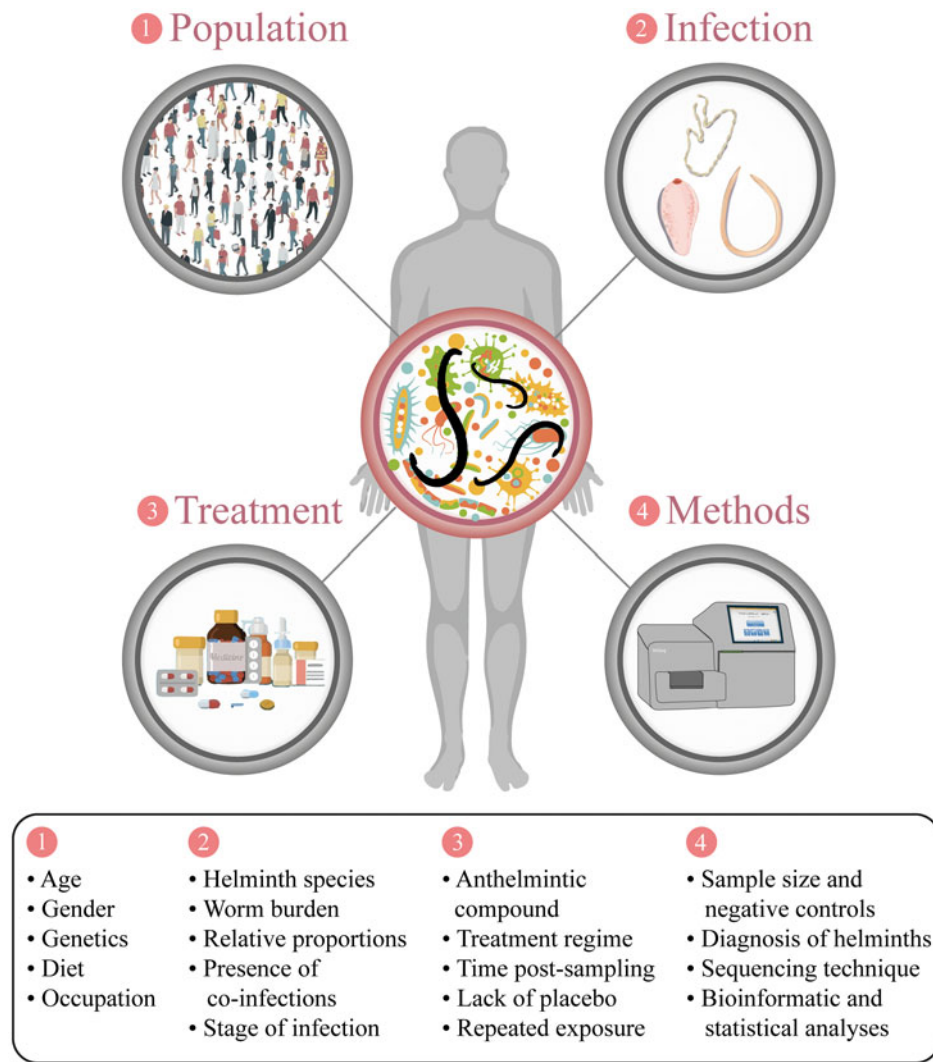 1 Population
2 Infection
3 Treatment
4 Methods
Medicine
1
• Age
• Gender
• Genetics
• Diet
• Occupation
2
• Helminth species
• Worm burden
• Relative proportions
• Presence of
co-infections
• Stage of infection
3
• Anthelmintic
compound
• Treatment regime
• Time post-sampling
• Lack of placebo
• Repeated exposure
4
• Sample size and
negative controls
• Diagnosis of helminths
• Sequencing technique
• Bioinformatic and
statistical analyses